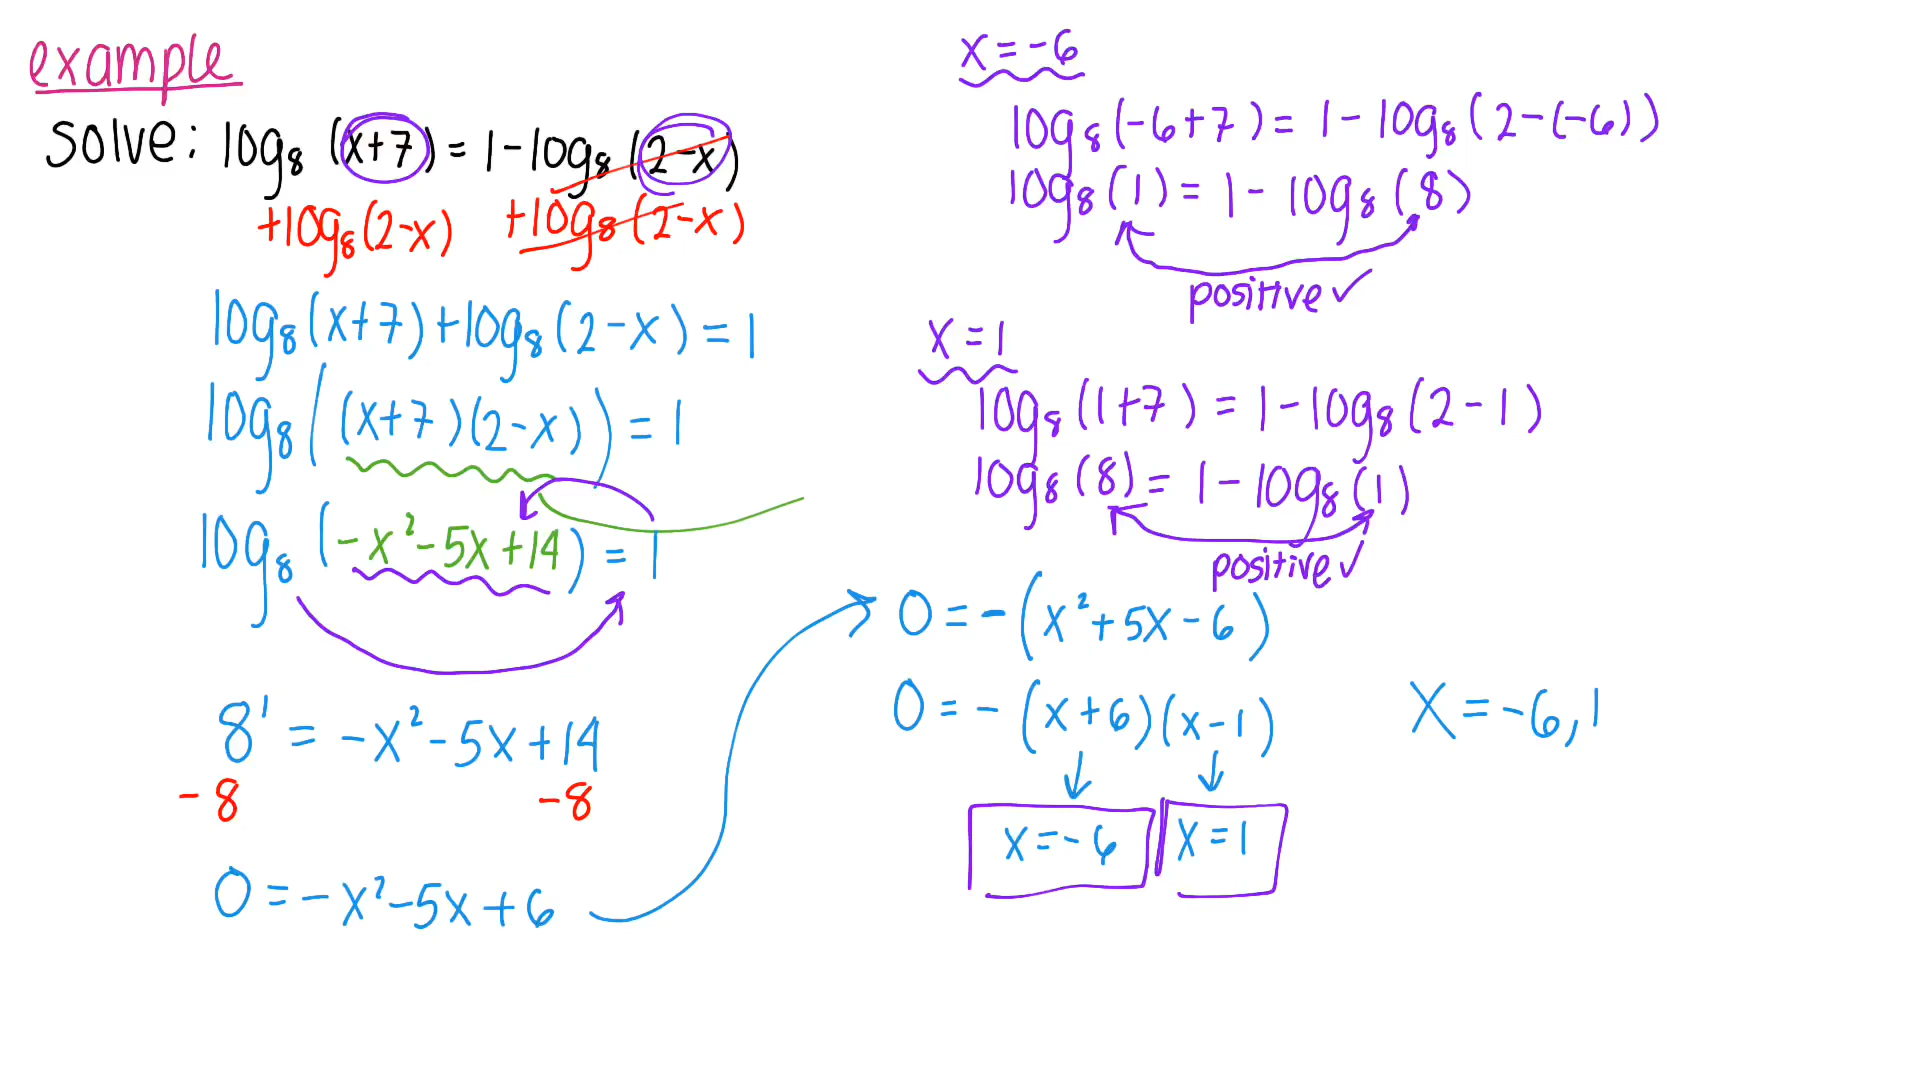 example
solve: log₈ (x+7) = 1 - log₈ (2-x)
+log₈(2-x) +log₈(2-x)
log₈(x+7)+log₈(2-x) = 1
log₈((x+7)(2-x)) = 1
log₈ (-x²-5x+14) = 1
8¹ = -x²-5x+14
-8 -8
0 = -x²-5x+6
x = -6
log₈(-6+7) = 1 - log₈(2-(-6))
log₈(1) = 1 - log₈(8)
positive ✓
x = 1
log₈(1+7) = 1 - log₈(2-1)
log₈(8) = 1 - log₈(1)
positive ✓
0 = -(x²+5x-6)
0 = -(x+6)(x-1)
x = -6 x = 1
x = -6, 1